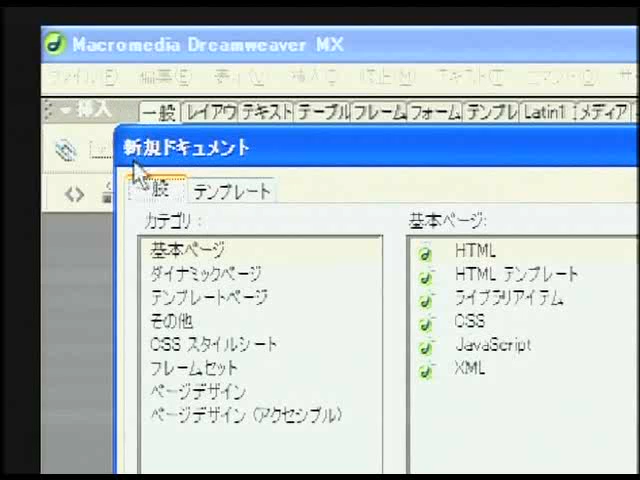 Macromedia Dreamweaver MX
ファイル(F) 編集(E) 表示(V) 挿入(I) 修正(M) テキスト(T) コマンド(C) サ
挿入 一般 レイアウ テキスト テーブル フレーム フォーム テンプレ Latin1 メディア
新規ドキュメント
一般 テンプレート
カテゴリ: 基本ページ:
基本ページ HTML
ダイナミックページ HTML テンプレート
テンプレートページ ライブラリアイテム
その他 CSS
CSS スタイルシート JavaScript
フレームセット XML
ページデザイン
ページデザイン (アクセシブル)